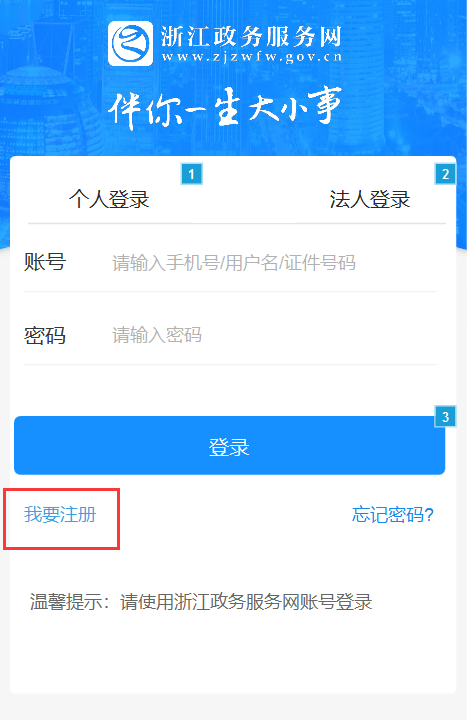 浙江政务服务网
www.zjzwfw.gov.cn
伴你一生大小事
1
2
个人登录 法人登录
账号 请输入手机号/用户名/证件号码
密码 请输入密码
3
登录
我要注册 忘记密码?
温馨提示：请使用浙江政务服务网账号登录